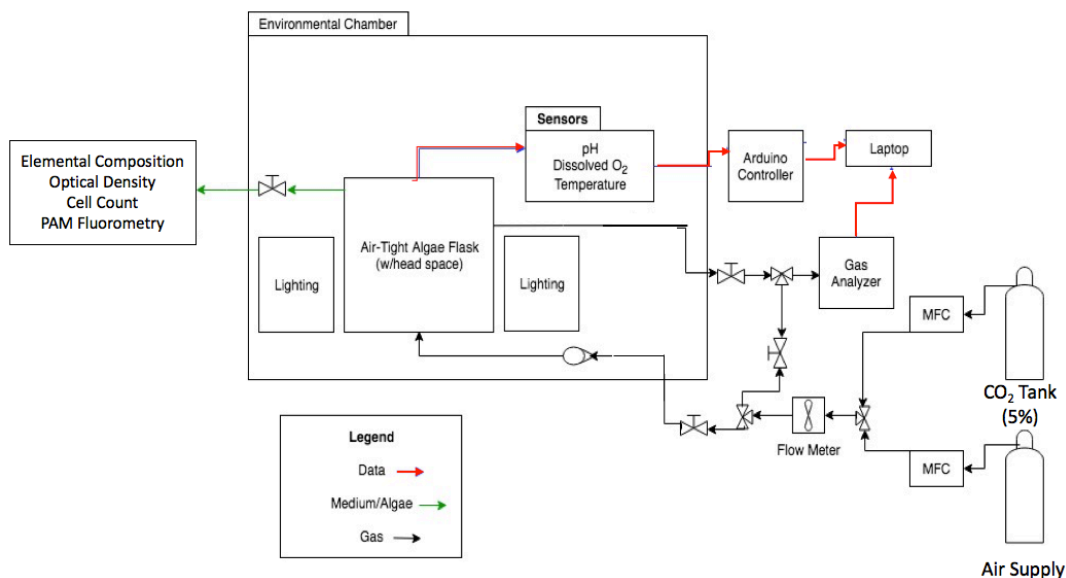 Environmental Chamber
Sensors
pH
Dissolved O₂
Temperature
Arduino
Controller
Laptop
Elemental Composition
Optical Density
Cell Count
PAM Fluorometry
Air-Tight Algae Flask
(w/head space)
Lighting
Lighting
Gas
Analyzer
MFC
CO₂ Tank
(5%)
Flow Meter
MFC
Air Supply
Legend
Data
Medium/Algae
Gas